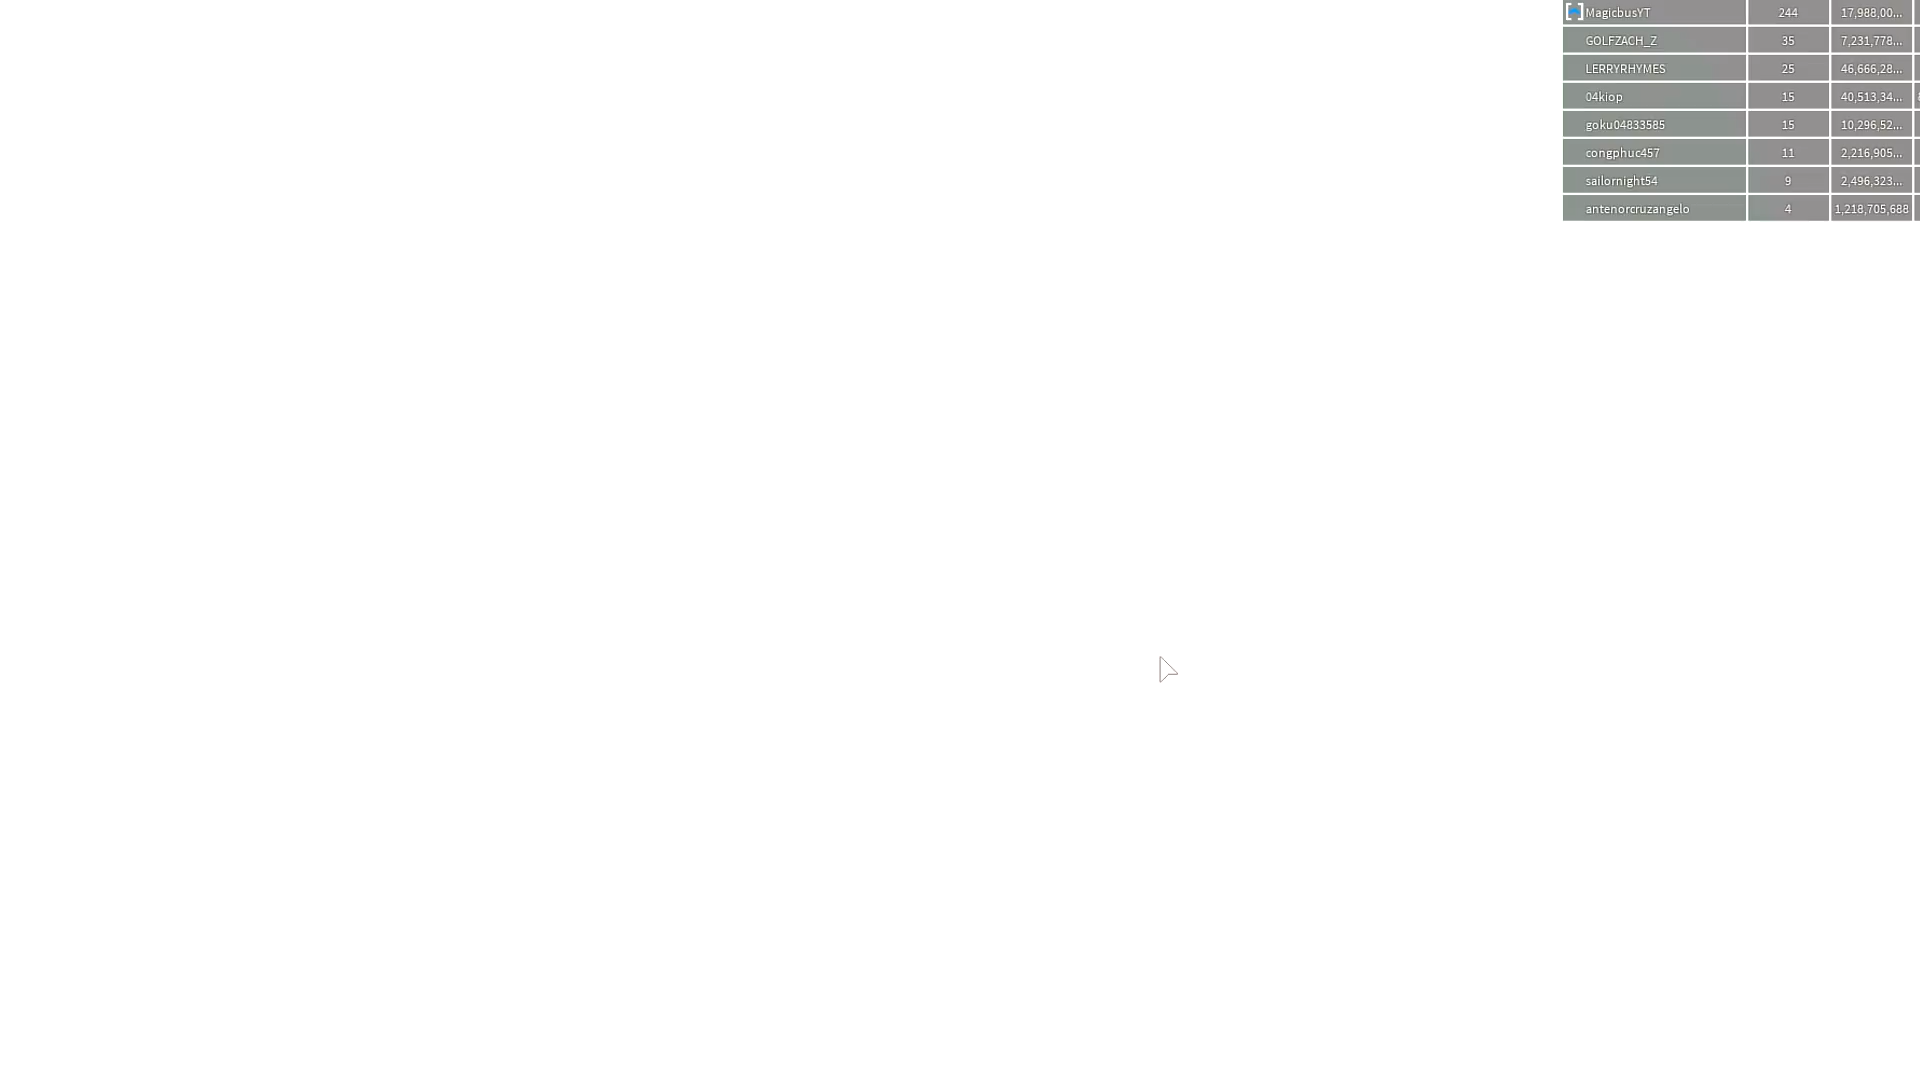 MagicbusYT 244 17,988,00...
GOLFZACH_Z 35 7,231,778...
LERRYRHYMES 25 46,666,28...
04kiop 15 40,513,34...
goku04833585 15 10,296,52...
congphuc457 11 2,216,905...
sailornight54 9 2,496,323...
antenorcruzangelo 4 1,218,705,688